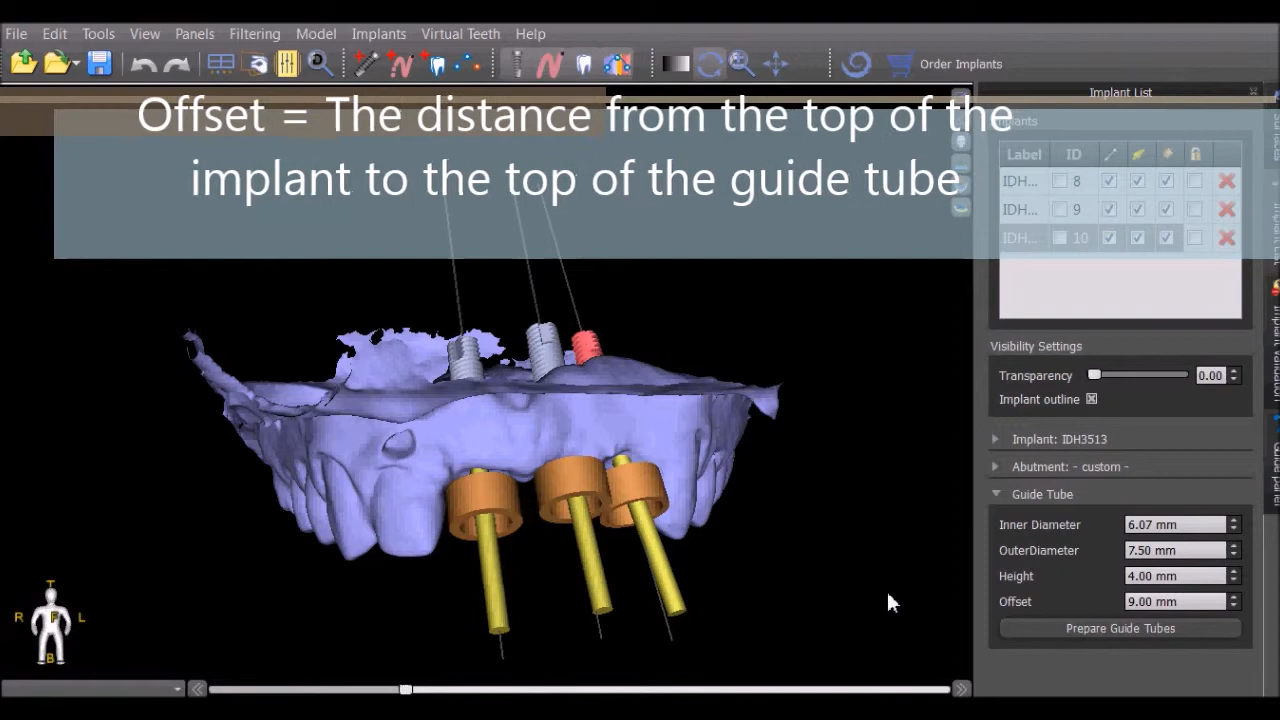 File Edit Tools View Panels Filtering Model Implants Virtual Teeth Help
Order Implants
Implant List
Offset = The distance from the top of the
implant to the top of the guide tube
Label ID
IDH... 8
IDH... 9
IDH... 10
Visibility Settings
Transparency 0.00
Implant outline
Implant: IDH3513
Abutment: - custom -
Guide Tube
Inner Diameter 6.07 mm
OuterDiameter 7.50 mm
Height 4.00 mm
Offset 9.00 mm
Prepare Guide Tubes
T
R P L
B